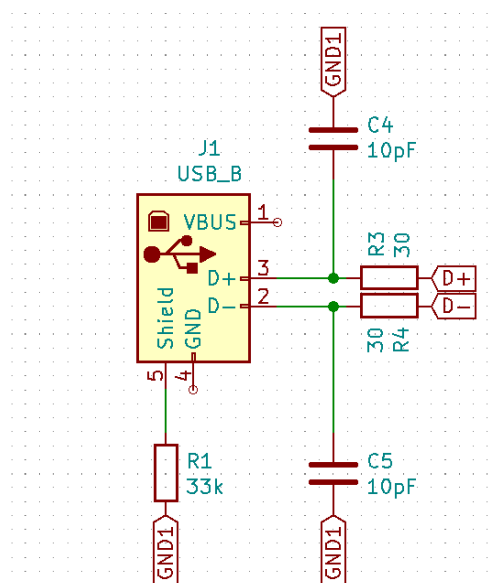 GND1
C4
10pF
J1
USB_B
VBUS
1
R3
30
D+
3
D+
D-
2
D-
30
R4
Shield
GND
5
4
R1
33k
C5
10pF
GND1
GND1